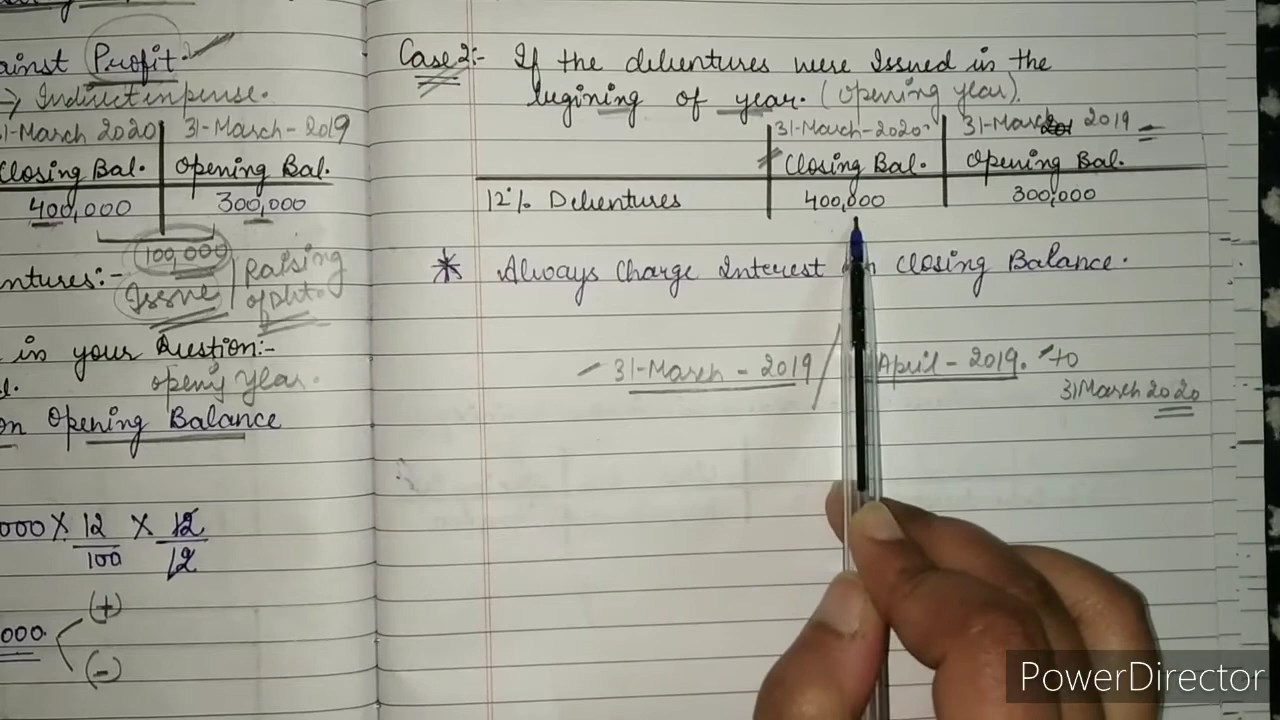 ainst Profit.
→ Indirect inpense.
31-March 2020 31-March-2019
Closing Bal. Opening Bal.
400,000 300,000
100,000
ntures:- Issue Raising
of
in your Question:-
l. openg Year.
on Opening Balance
000 X 12 X 12
100 12
(+)
000.
(-)
Case 2:- If the debentures were Issued in the
begining of year. (opening year).
31-March-2020 31-March 2019
Closing Bal. Opening Bal.
12% Debentures 400,000 300,000
* Always Charge Interest on Closing Balance.
31-March-2019 / April-2019. to
31 March 2020
PowerDirector